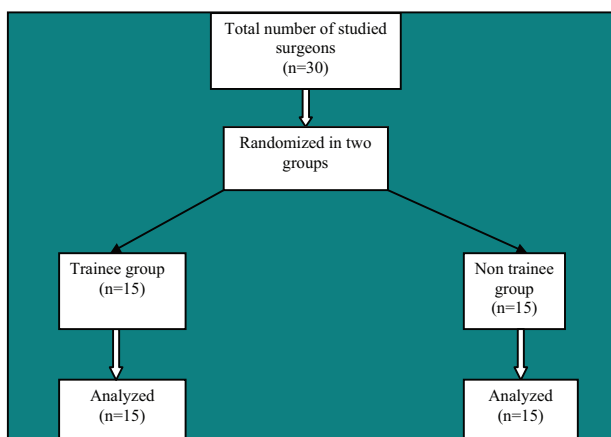 Total number of studied
surgeons
(n=30)
Randomized in two
groups
Trainee group
(n=15)
Non trainee
group
(n=15)
Analyzed
(n=15)
Analyzed
(n=15)